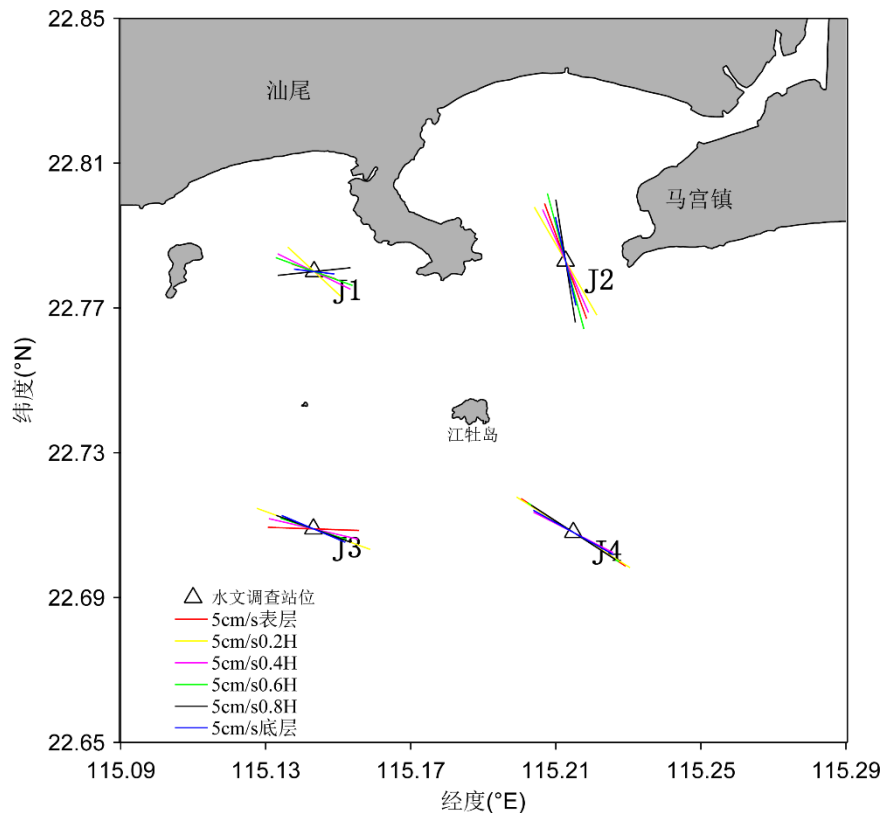 22.85
汕尾
22.81
马宫镇
J1
J2
22.77
纬度(°N)
江牡岛
22.73
J3
J4
22.69
水文调查站位
5cm/s表层
5cm/s0.2H
5cm/s0.4H
5cm/s0.6H
5cm/s0.8H
5cm/s底层
22.65
115.09 115.13 115.17 115.21 115.25 115.29
经度(°E)